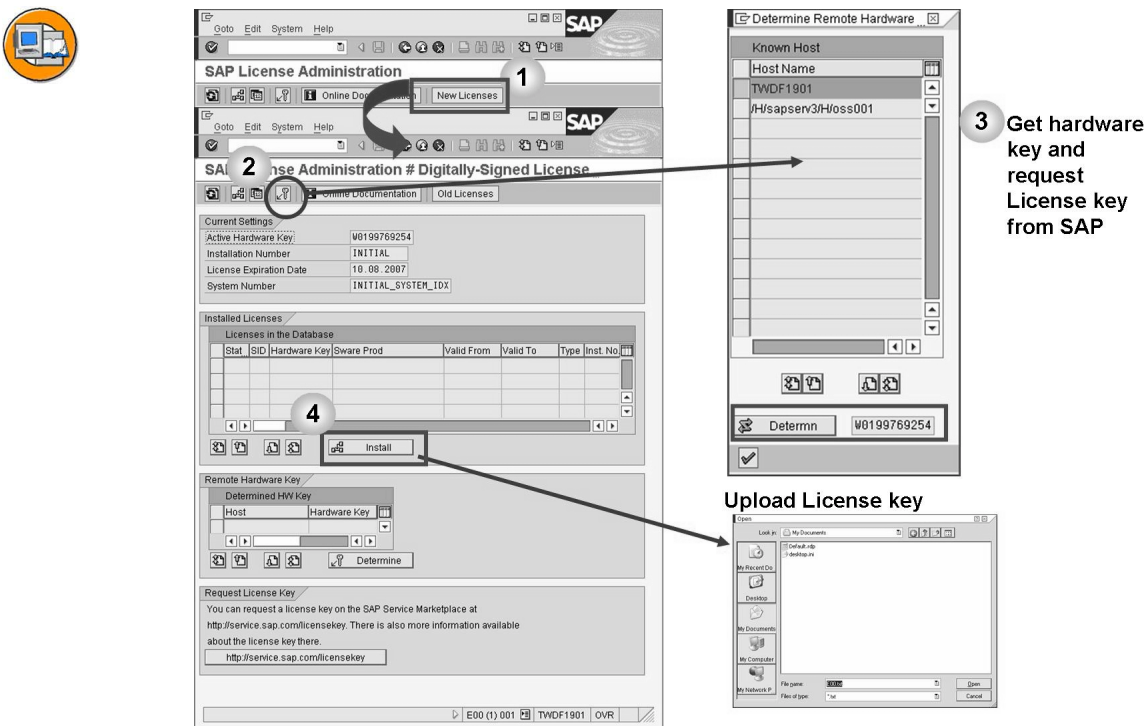 Goto Edit System Help
SAP
SAP License Administration
1
Online Documentation New Licenses
Goto Edit System Help
SAP
2
SAP License Administration # Digitally-Signed License
Online Documentation Old Licenses
Current Settings
Active Hardware Key W0199769254
Installation Number INITIAL
License Expiration Date 10.08.2007
System Number INITIAL_SYSTEM_IDX
Installed Licenses
Licenses in the Database
Stat... SID Hardware Key Sware Prod Valid From Valid To Type Inst. No.
4
Install
Remote Hardware Key
Determined HW Key
Host Hardware Key
Determine
Request License Key
You can request a license key on the SAP Service Marketplace at
http://service.sap.com/licensekey. There is also more information available
about the license key there.
http://service.sap.com/licensekey
E00 (1) 001 TWDF1901 OVR
Determine Remote Hardware ...
Known Host
Host Name
TWDF1901
/H/sapserv3/H/oss001
Determn W0199769254
3 Get hardware
key and
request
License key
from SAP
Upload License key
Open
Look in: My Documents
Default.rdp
desktop.ini
My Recent Do
Desktop
My Documents
My Computer
My Network P
File name:
Open
Files of type: *.txt
Cancel